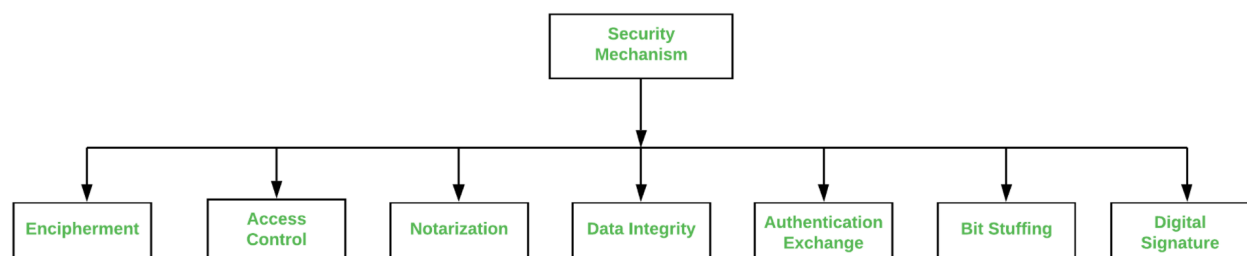 Security
Mechanism
Encipherment
Access
Control
Notarization
Data Integrity
Authentication
Exchange
Bit Stuffing
Digital
Signature